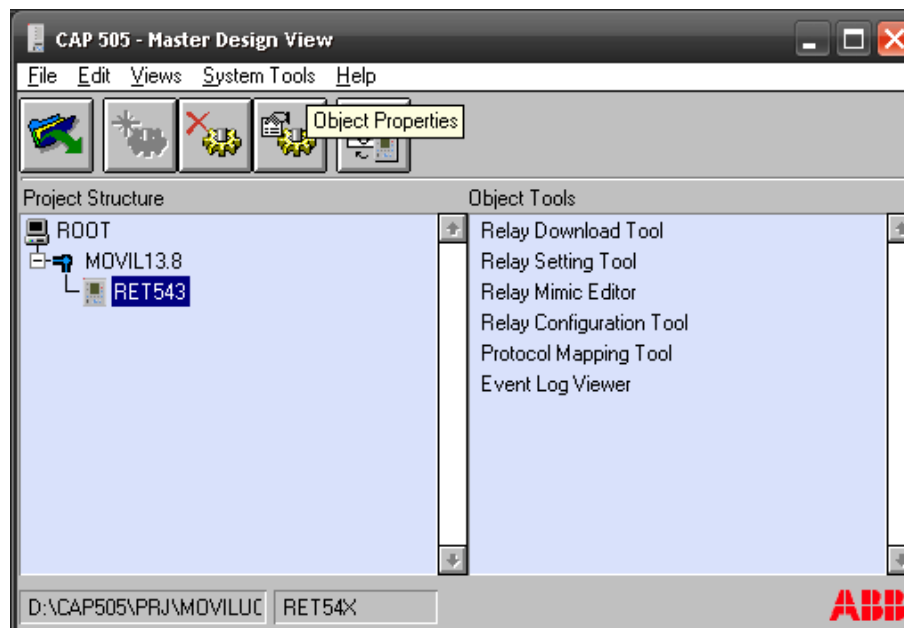 CAP 505 - Master Design View
File Edit Views System Tools Help
Object Properties
Project Structure
Object Tools
ROOT
MOVIL13.8
RET543
Relay Download Tool
Relay Setting Tool
Relay Mimic Editor
Relay Configuration Tool
Protocol Mapping Tool
Event Log Viewer
D:\CAP505\PRJ\MOVILUC
RET54X
ABB